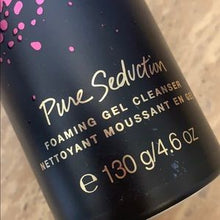 Pure Seduction
FOAMING GEL CLEANSER
NETTOYANT MOUSSANT EN GEL
℮ 130 g/4,6 oz